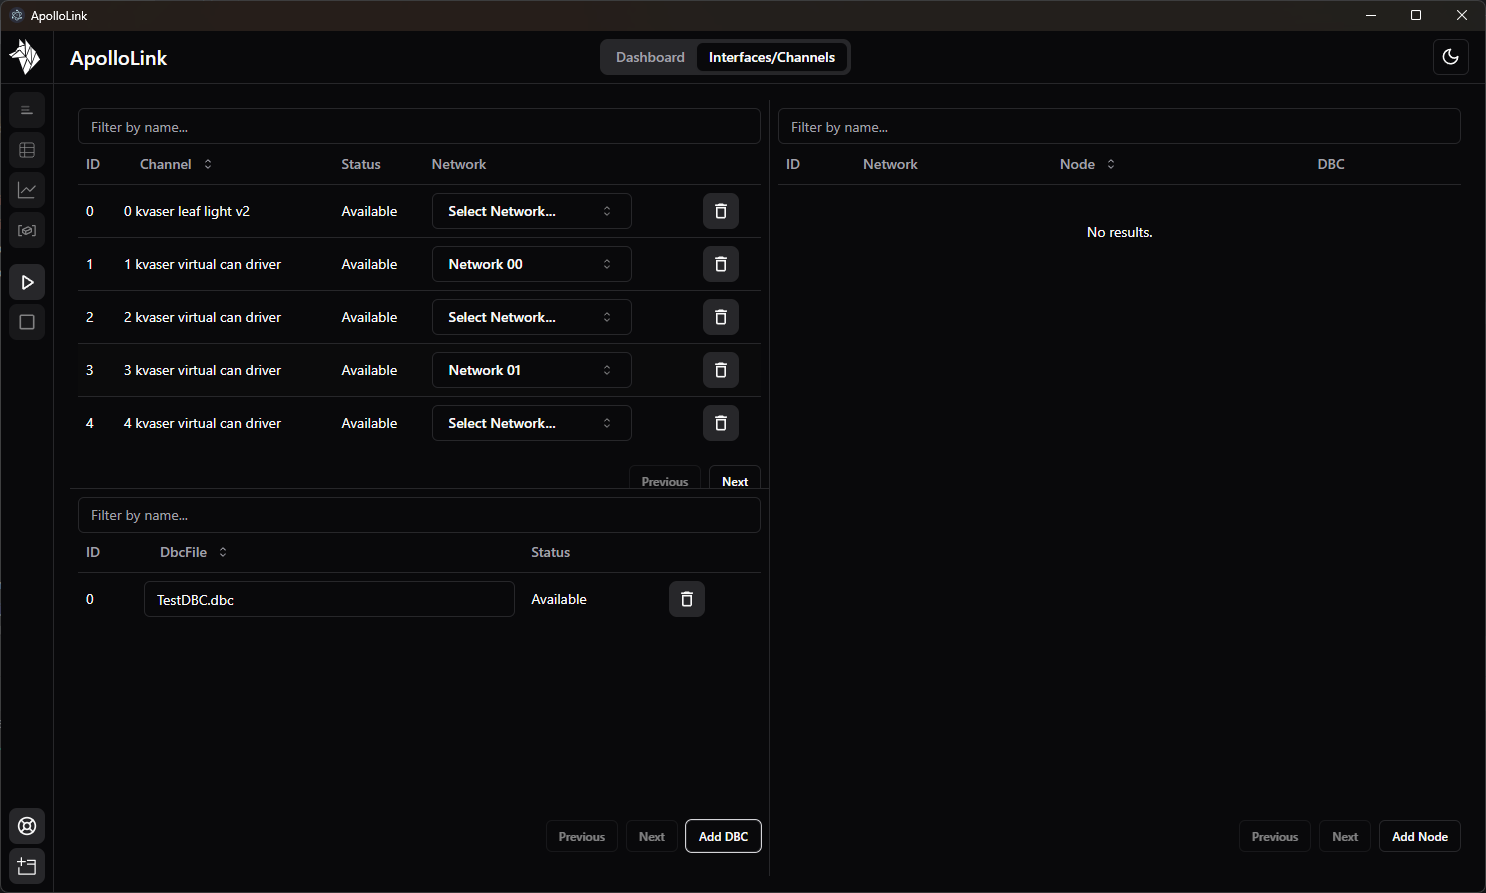 ApolloLink
ApolloLink
Dashboard
Interfaces/Channels
Filter by name...
ID Channel Status Network
0 0 kvaser leaf light v2 Available Select Network...
1 1 kvaser virtual can driver Available Network 00
2 2 kvaser virtual can driver Available Select Network...
3 3 kvaser virtual can driver Available Network 01
4 4 kvaser virtual can driver Available Select Network...
Previous Next
Filter by name...
ID DbcFile Status
0 TestDBC.dbc Available
Previous Next Add DBC
Filter by name...
ID Network Node DBC
No results.
Previous Next Add Node